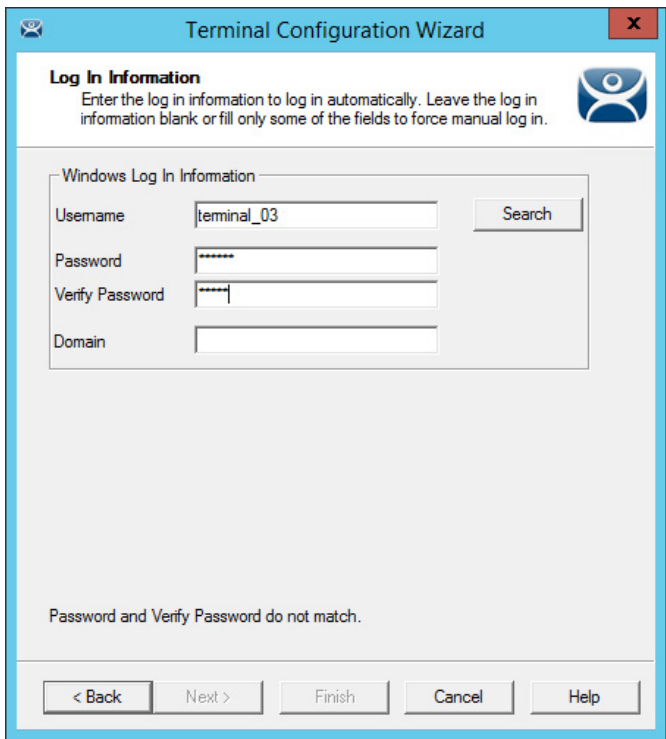 Terminal Configuration Wizard
x
Log In Information
Enter the log in information to log in automatically. Leave the log in
information blank or fill only some of the fields to force manual log in.
Windows Log In Information
Username terminal_03 Search
Password ******
Verify Password *****
Domain
Password and Verify Password do not match.
< Back Next > Finish Cancel Help